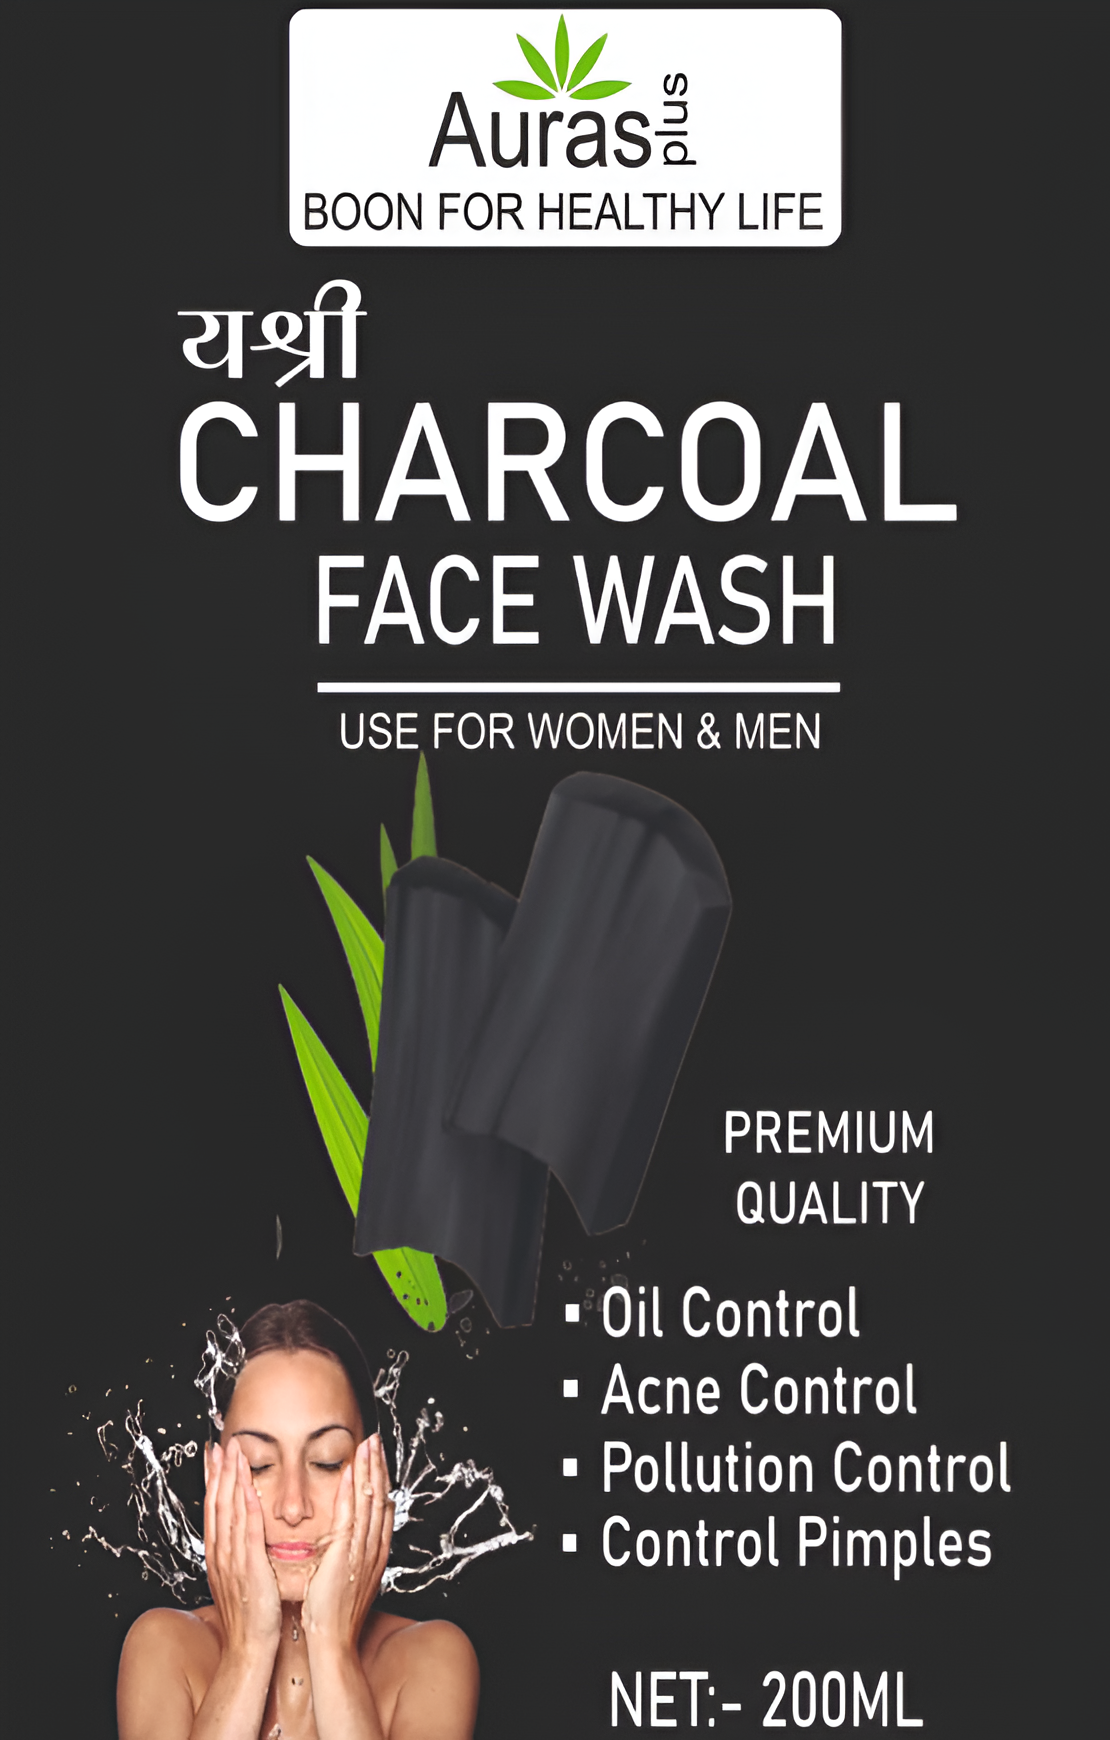 Auras plus
BOON FOR HEALTHY LIFE
यश्री
CHARCOAL
FACE WASH
USE FOR WOMEN & MEN
PREMIUM
QUALITY
▪ Oil Control
▪ Acne Control
▪ Pollution Control
▪ Control Pimples
NET:- 200ML